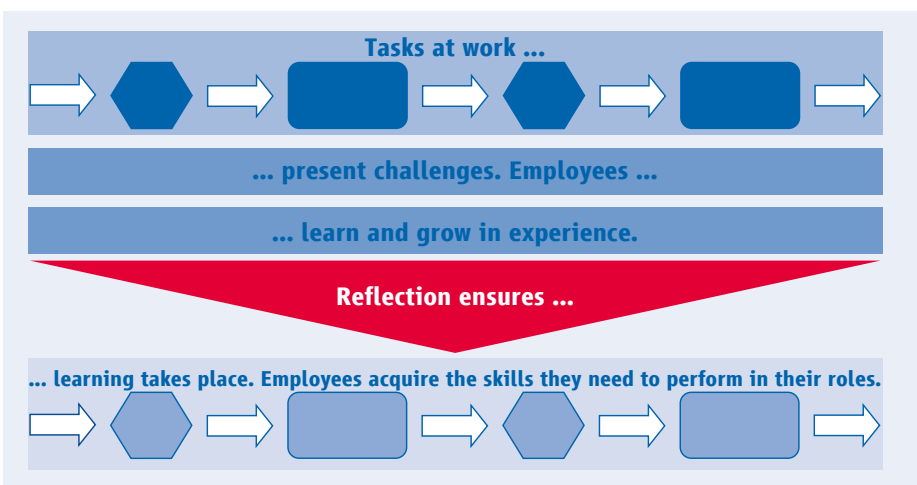 Tasks at work ...
... present challenges. Employees ...
... learn and grow in experience.
Reflection ensures ...
... learning takes place. Employees acquire the skills they need to perform in their roles.